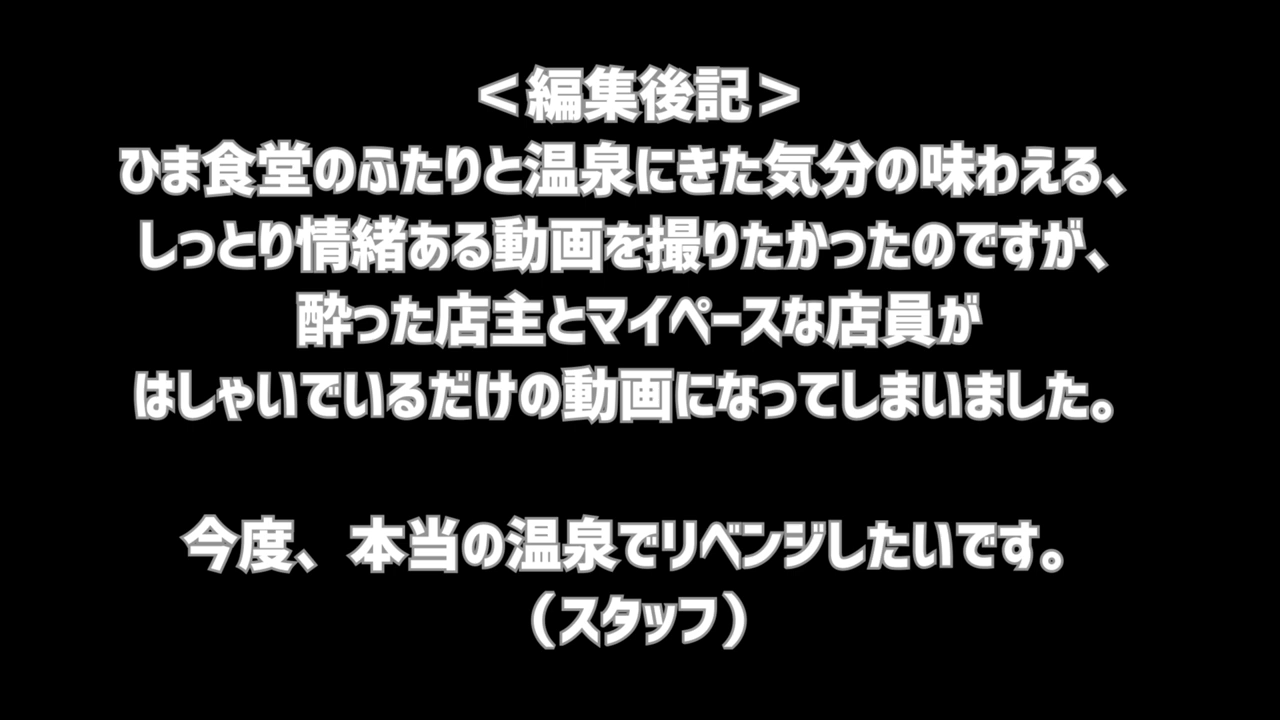 ＜編集後記＞
ひま食堂のふたりと温泉にきた気分の味わえる、
しっとり情緒ある動画を撮りたかったのですが、
酔った店主とマイペースな店員が
はしゃいでいるだけの動画になってしまいました。
今度、本当の温泉でリベンジしたいです。
（スタッフ）